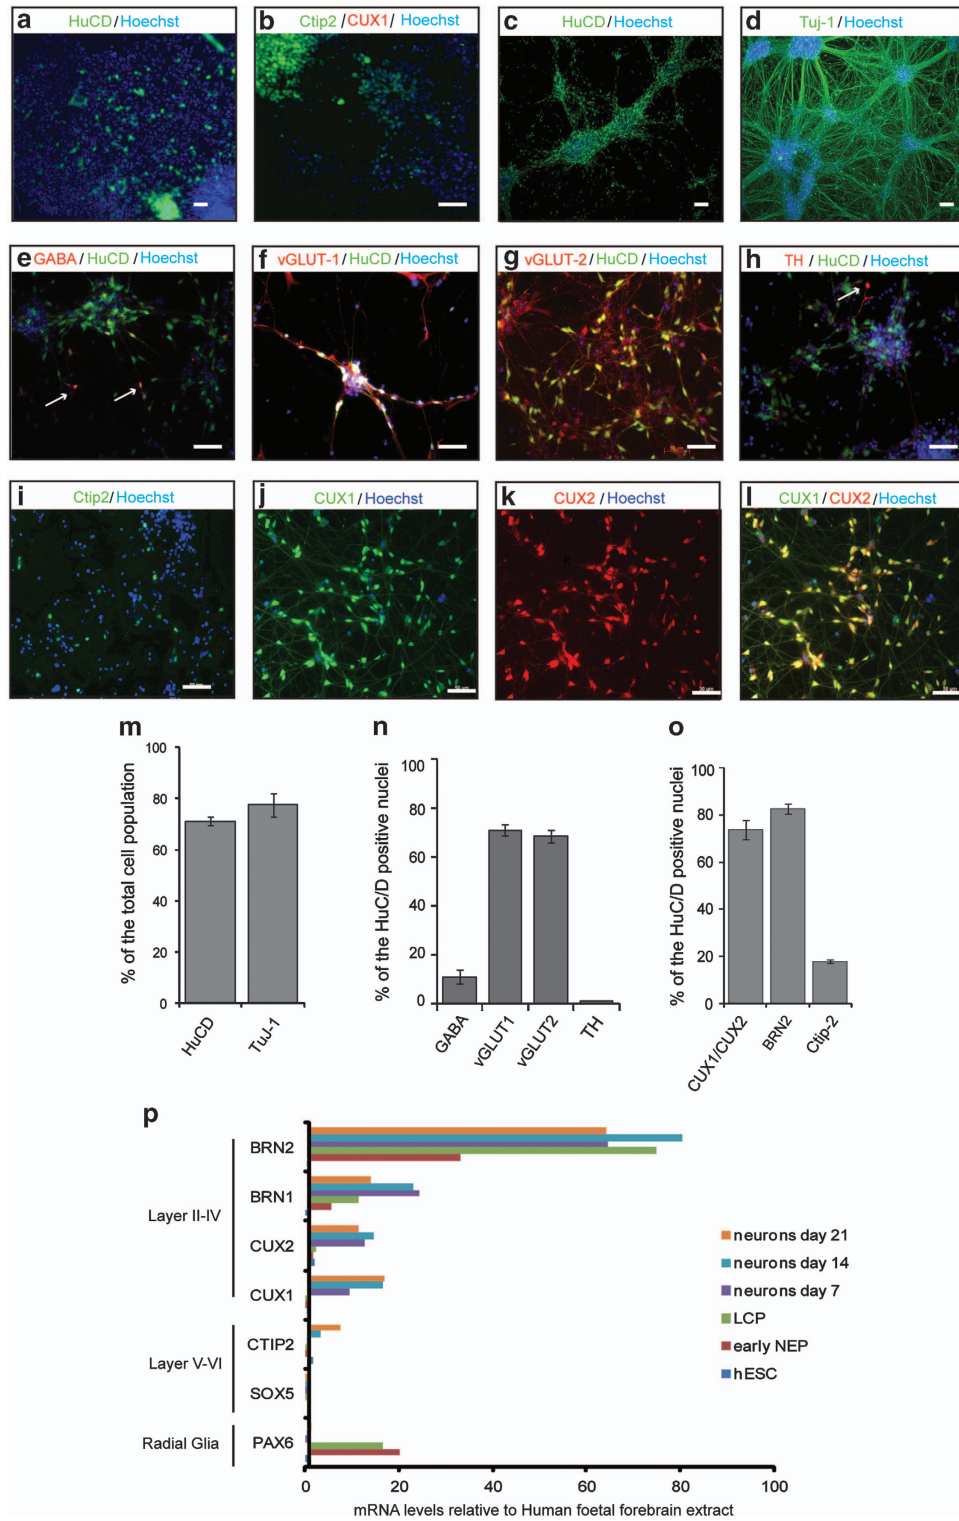 a HuCD/Hoechst
b Ctip2/CUX1/Hoechst
c HuCD/Hoechst
d Tuj-1/Hoechst
e GABA/HuCD/Hoechst
f vGLUT-1/HuCD/Hoechst
g vGLUT-2/HuCD/Hoechst
h TH/HuCD/Hoechst
i Ctip2/Hoechst
j CUX1/Hoechst
k CUX2/Hoechst
l CUX1/CUX2/Hoechst
50 µm
50 µm
50 µm
k
m
% of the total cell population
100
80
60
40
20
0
HuCD
TuJ-1
n
% of the HuC/D positive nuclei
100
80
60
40
20
0
GABA
vGLUT1
vGLUT2
TH
o
% of the HuC/D positive nuclei
100
80
60
40
20
0
CUX1/CUX2
BRN2
Ctip-2
p
Layer II-IV
BRN2
BRN1
CUX2
CUX1
Layer V-VI
CTIP2
SOX5
Radial Glia
PAX6
neurons day 21
neurons day 14
neurons day 7
LCP
early NEP
hESC
0 20 40 60 80 100
mRNA levels relative to Human foetal forebrain extract